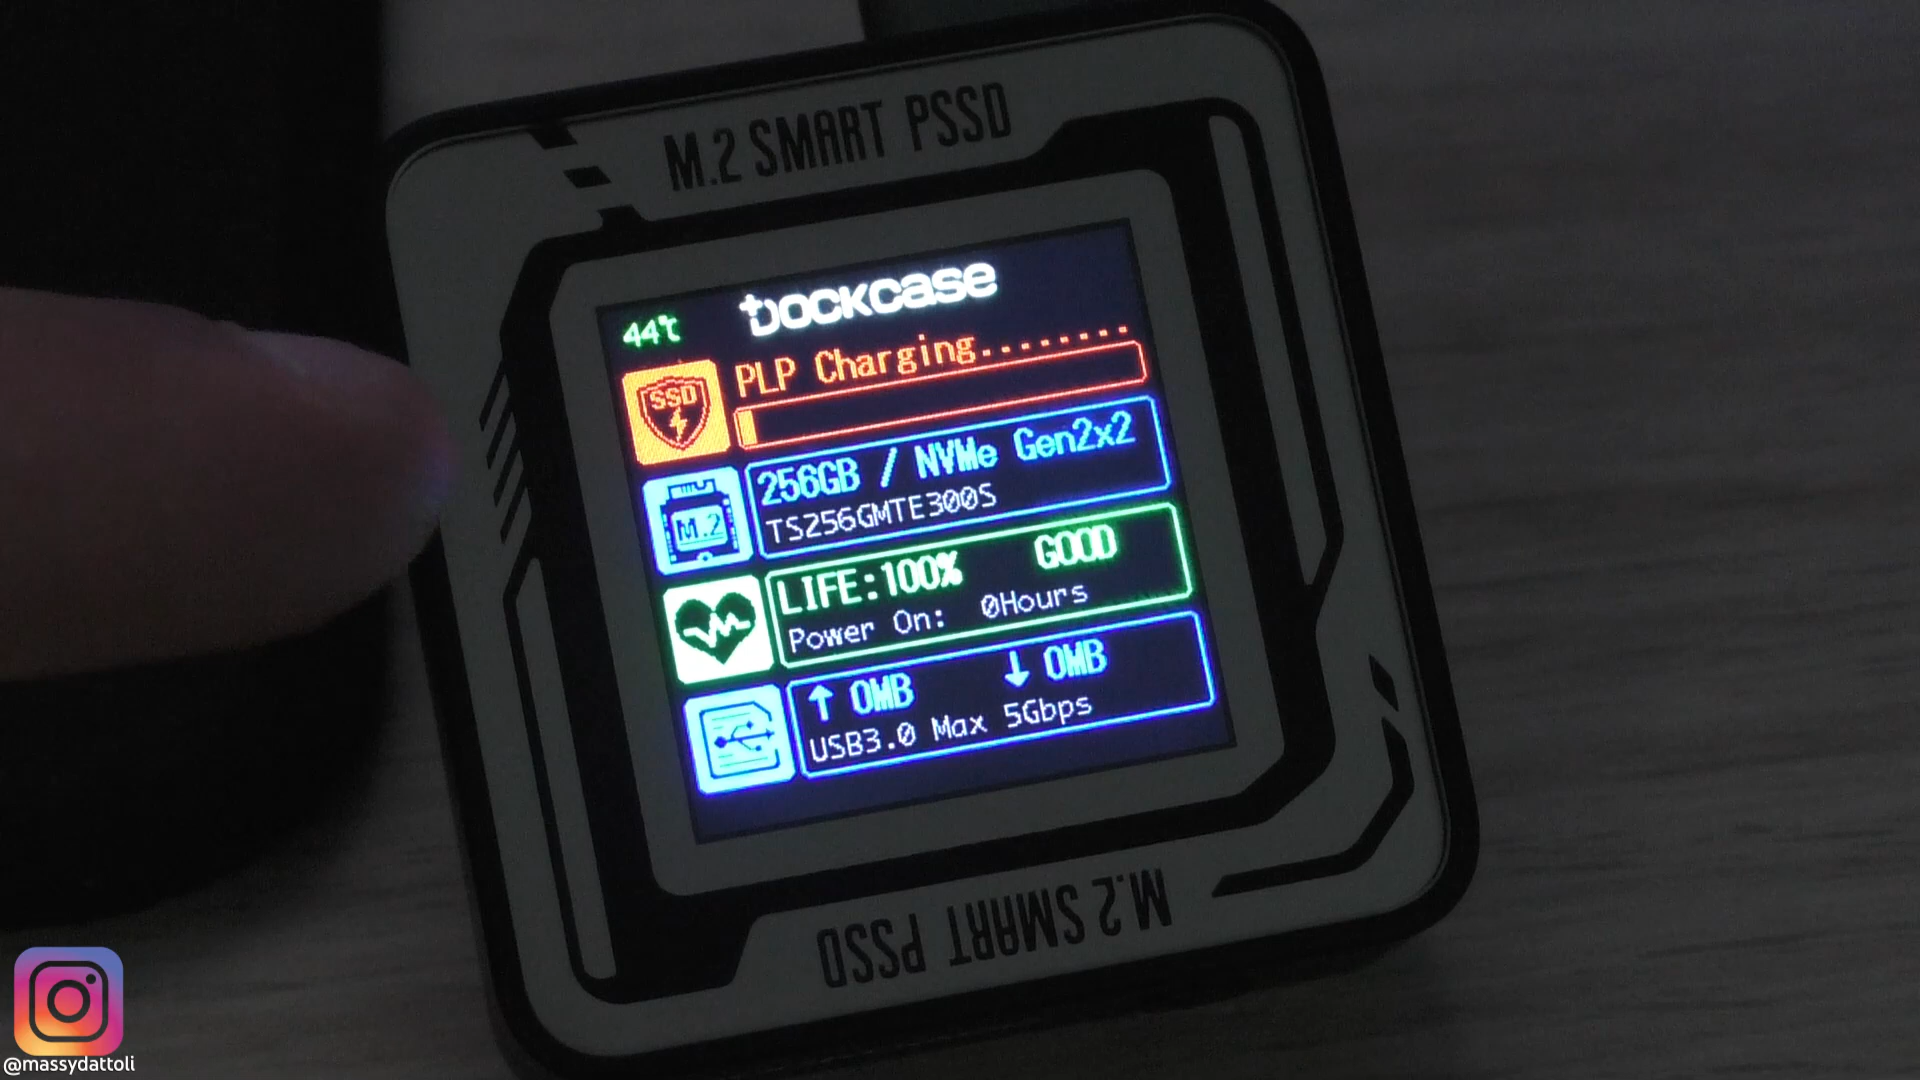 M.2 SMART PSSD
44℃ DOCKCASE
PLP Charging.......
SSD
256GB / NVMe Gen2x2
TS256GMTE300S
M.2
LIFE:100% GOOD
Power On: 0Hours
↑ 0MB ↓ 0MB
USB3.0 Max 5Gbps
M.2 SMART PSSD
@massydattoli